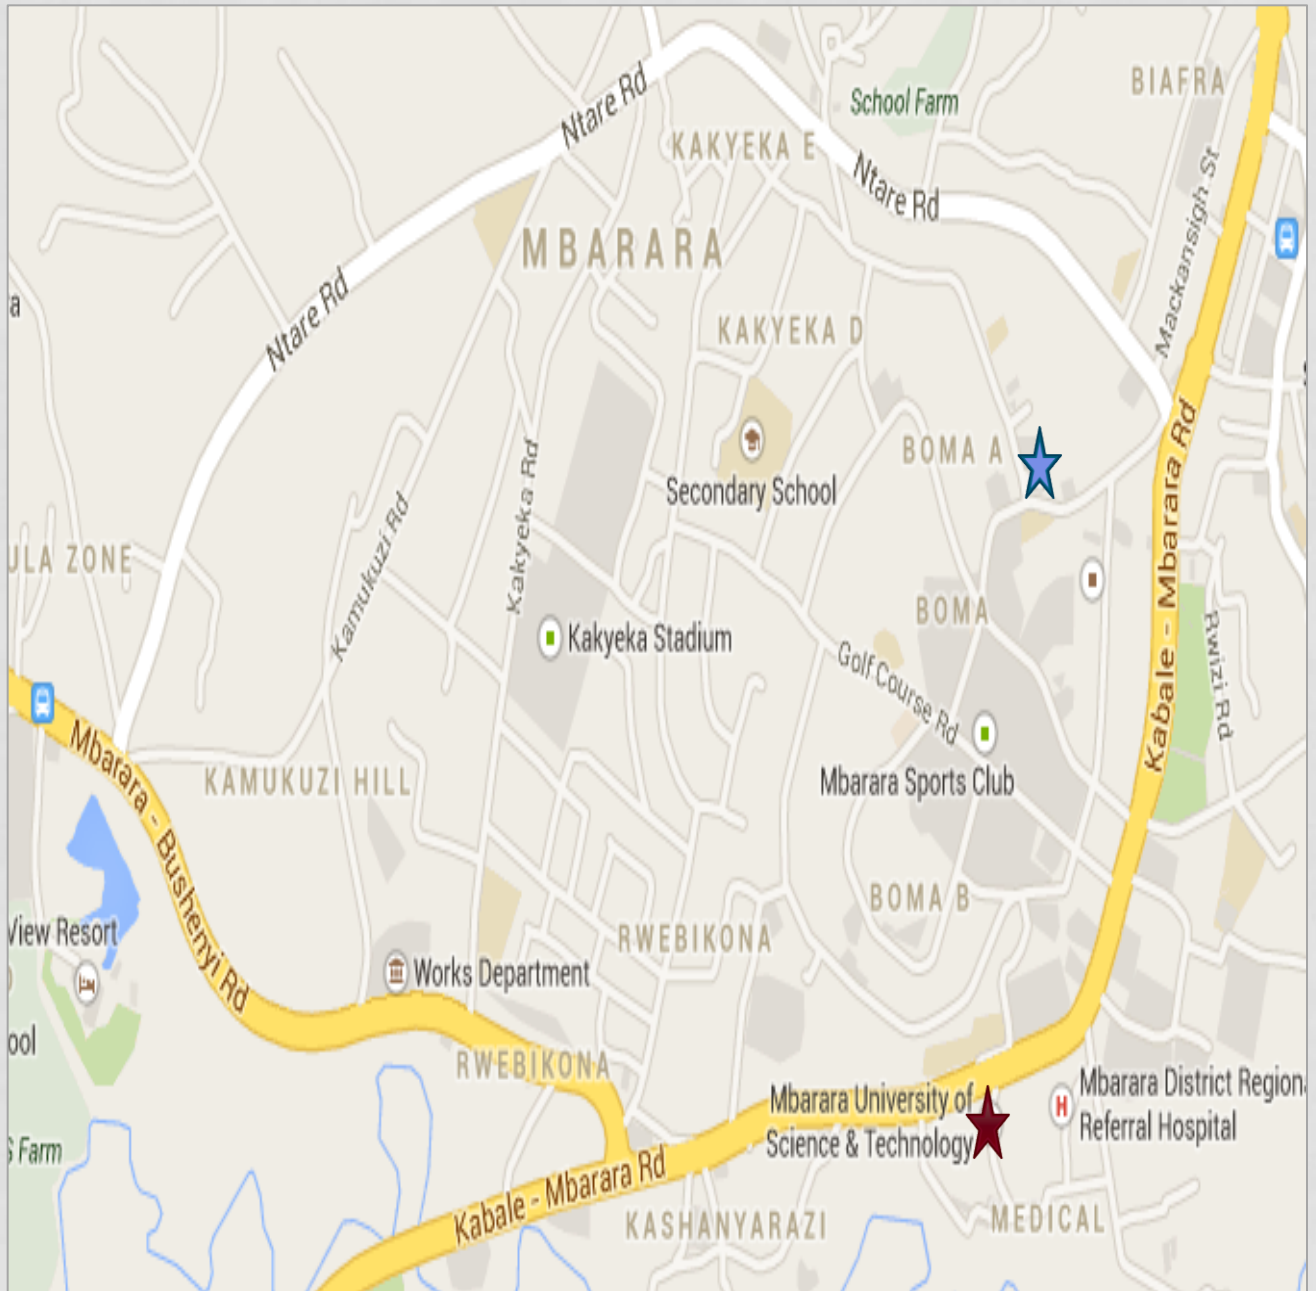 BIAFRA
School Farm
Ntare Rd
KAKYEKA E
Ntare Rd
Mackansigh St
MBARARA
a
Ntare Rd
KAKYEKA D
BOMA A
Secondary School
Kakyeka Rd
Kamukuzi Rd
ULA ZONE
Kabale - Mbarara Rd
BOMA
Kakyeka Stadium
Rwizi Rd
Golf Course Rd
Mbarara - Bushenyi Rd
KAMUKUZI HILL
Mbarara Sports Club
BOMA B
View Resort
RWEBIKONA
Works Department
ool
RWEBIKONA
Mbarara University of
Science & Technology
H
Mbarara District Region
Referral Hospital
Farm
Kabale - Mbarara Rd
KASHANYARAZI
MEDICAL